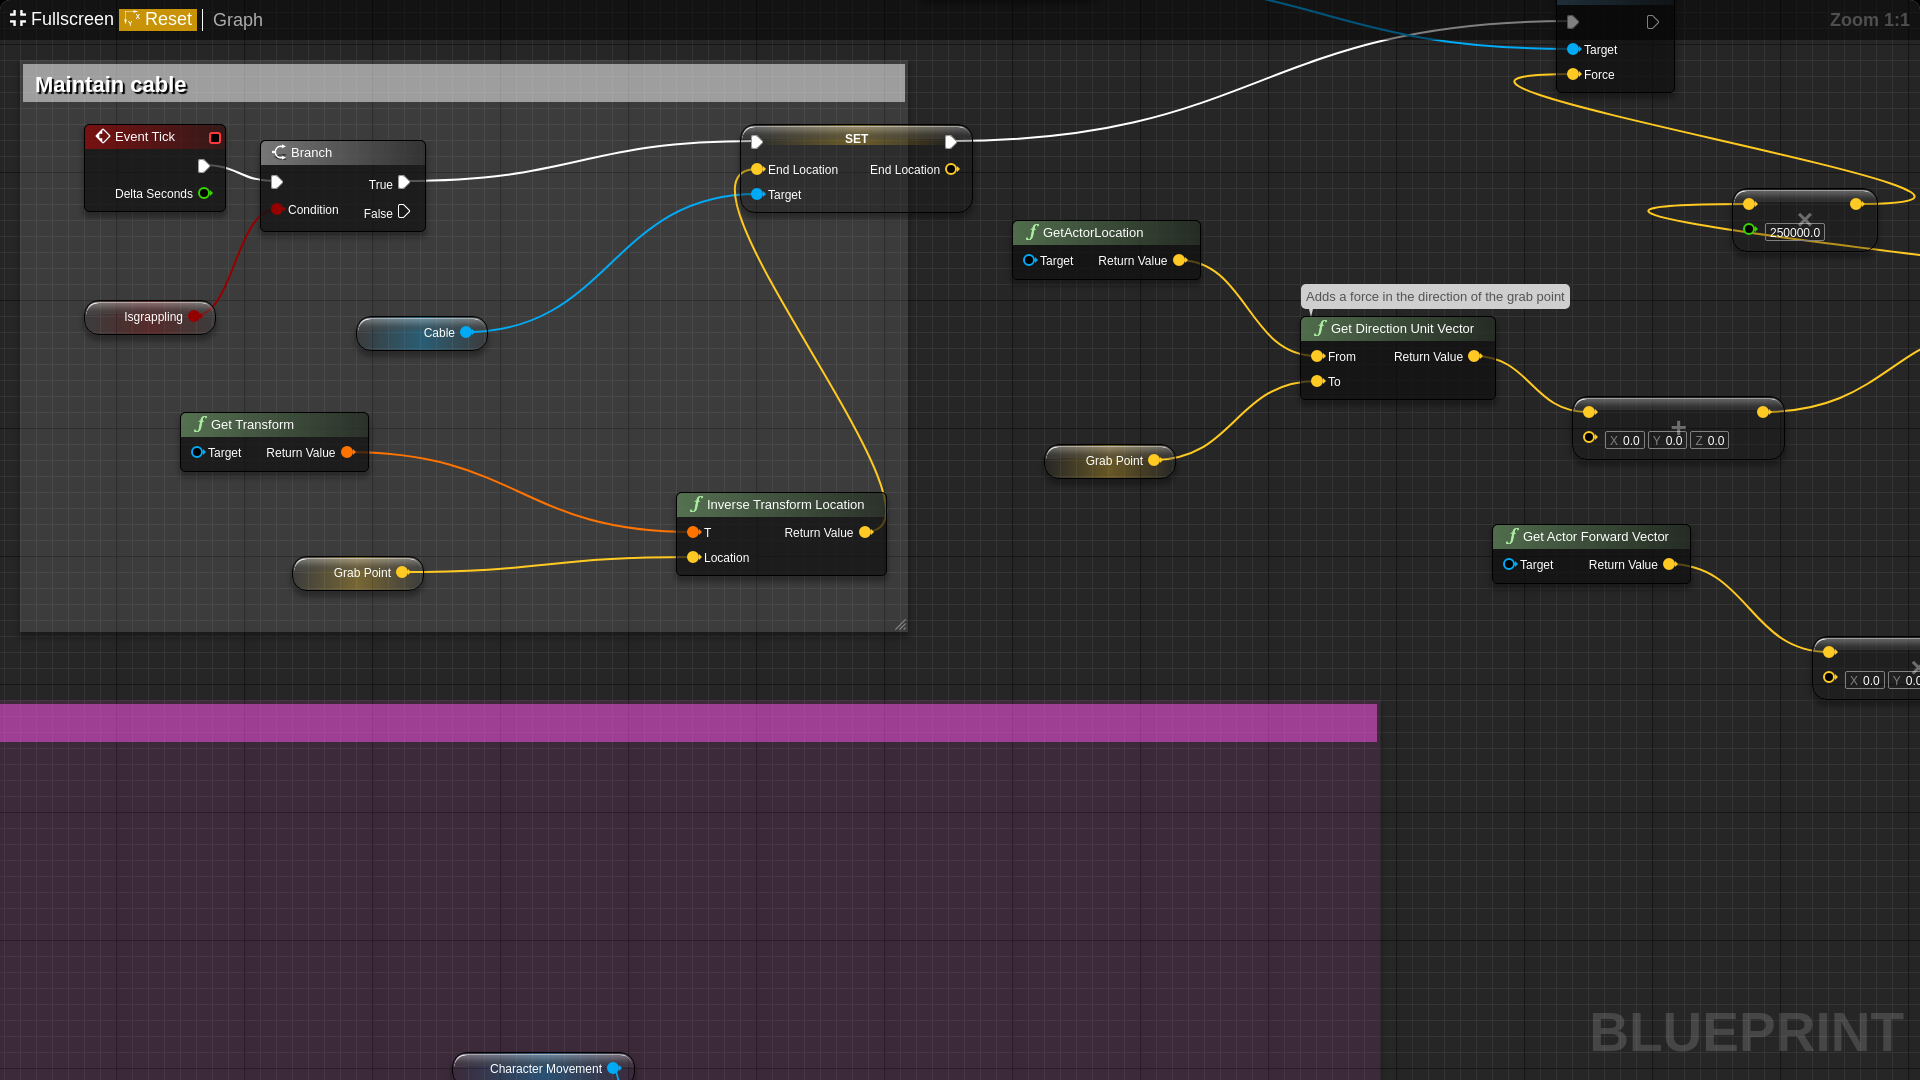 Fullscreen Reset Graph Zoom 1:1
Target
Force
Maintain cable
Event Tick
Delta Seconds
Branch
True
Condition
False
SET
End Location End Location
Target
Isgrappling
Cable
GetActorLocation
Target Return Value
250000.0
Adds a force in the direction of the grab point
Get Direction Unit Vector
From Return Value
To
Get Transform
Target Return Value
X 0.0 Y 0.0 Z 0.0
Grab Point
Inverse Transform Location
T Return Value
Location
Grab Point
Get Actor Forward Vector
Target Return Value
X 0.0 Y 0.0
BLUEPRINT
Character Movement